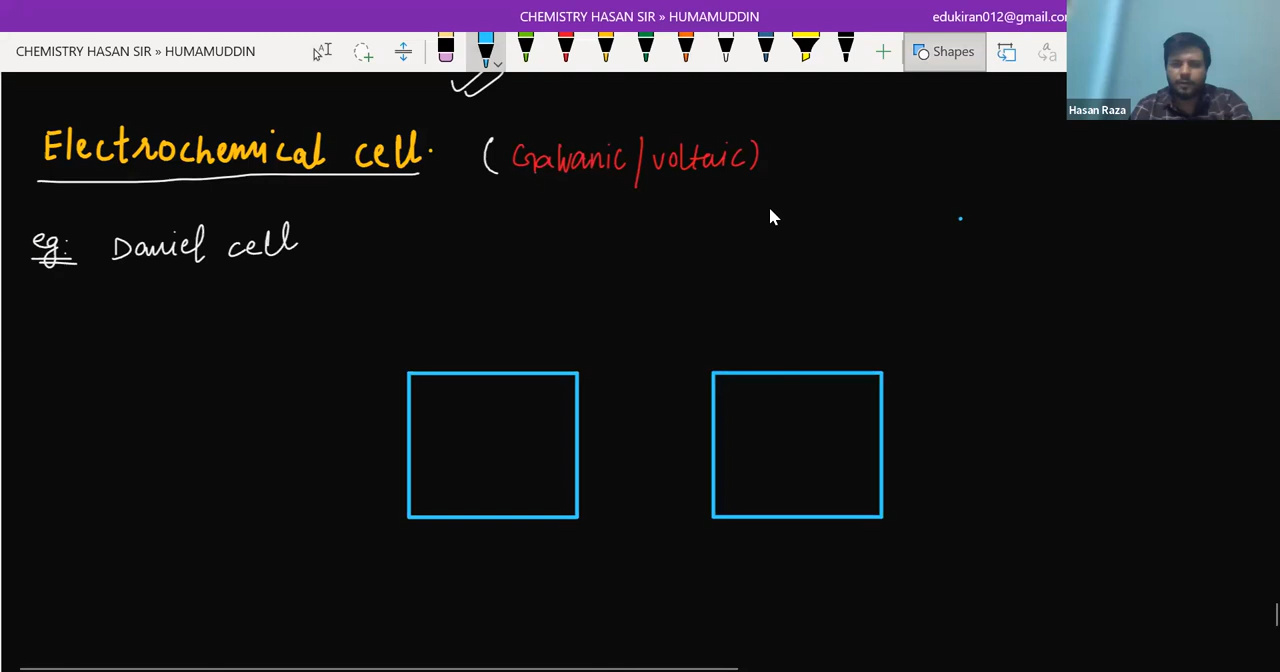 CHEMISTRY HASAN SIR » HUMAMUDDIN
edukiran012@gmail.co
CHEMISTRY HASAN SIR » HUMAMUDDIN
Shapes
Hasan Raza
Electrochemical cell. (Galvanic/voltaic)
eg: Daniel cell